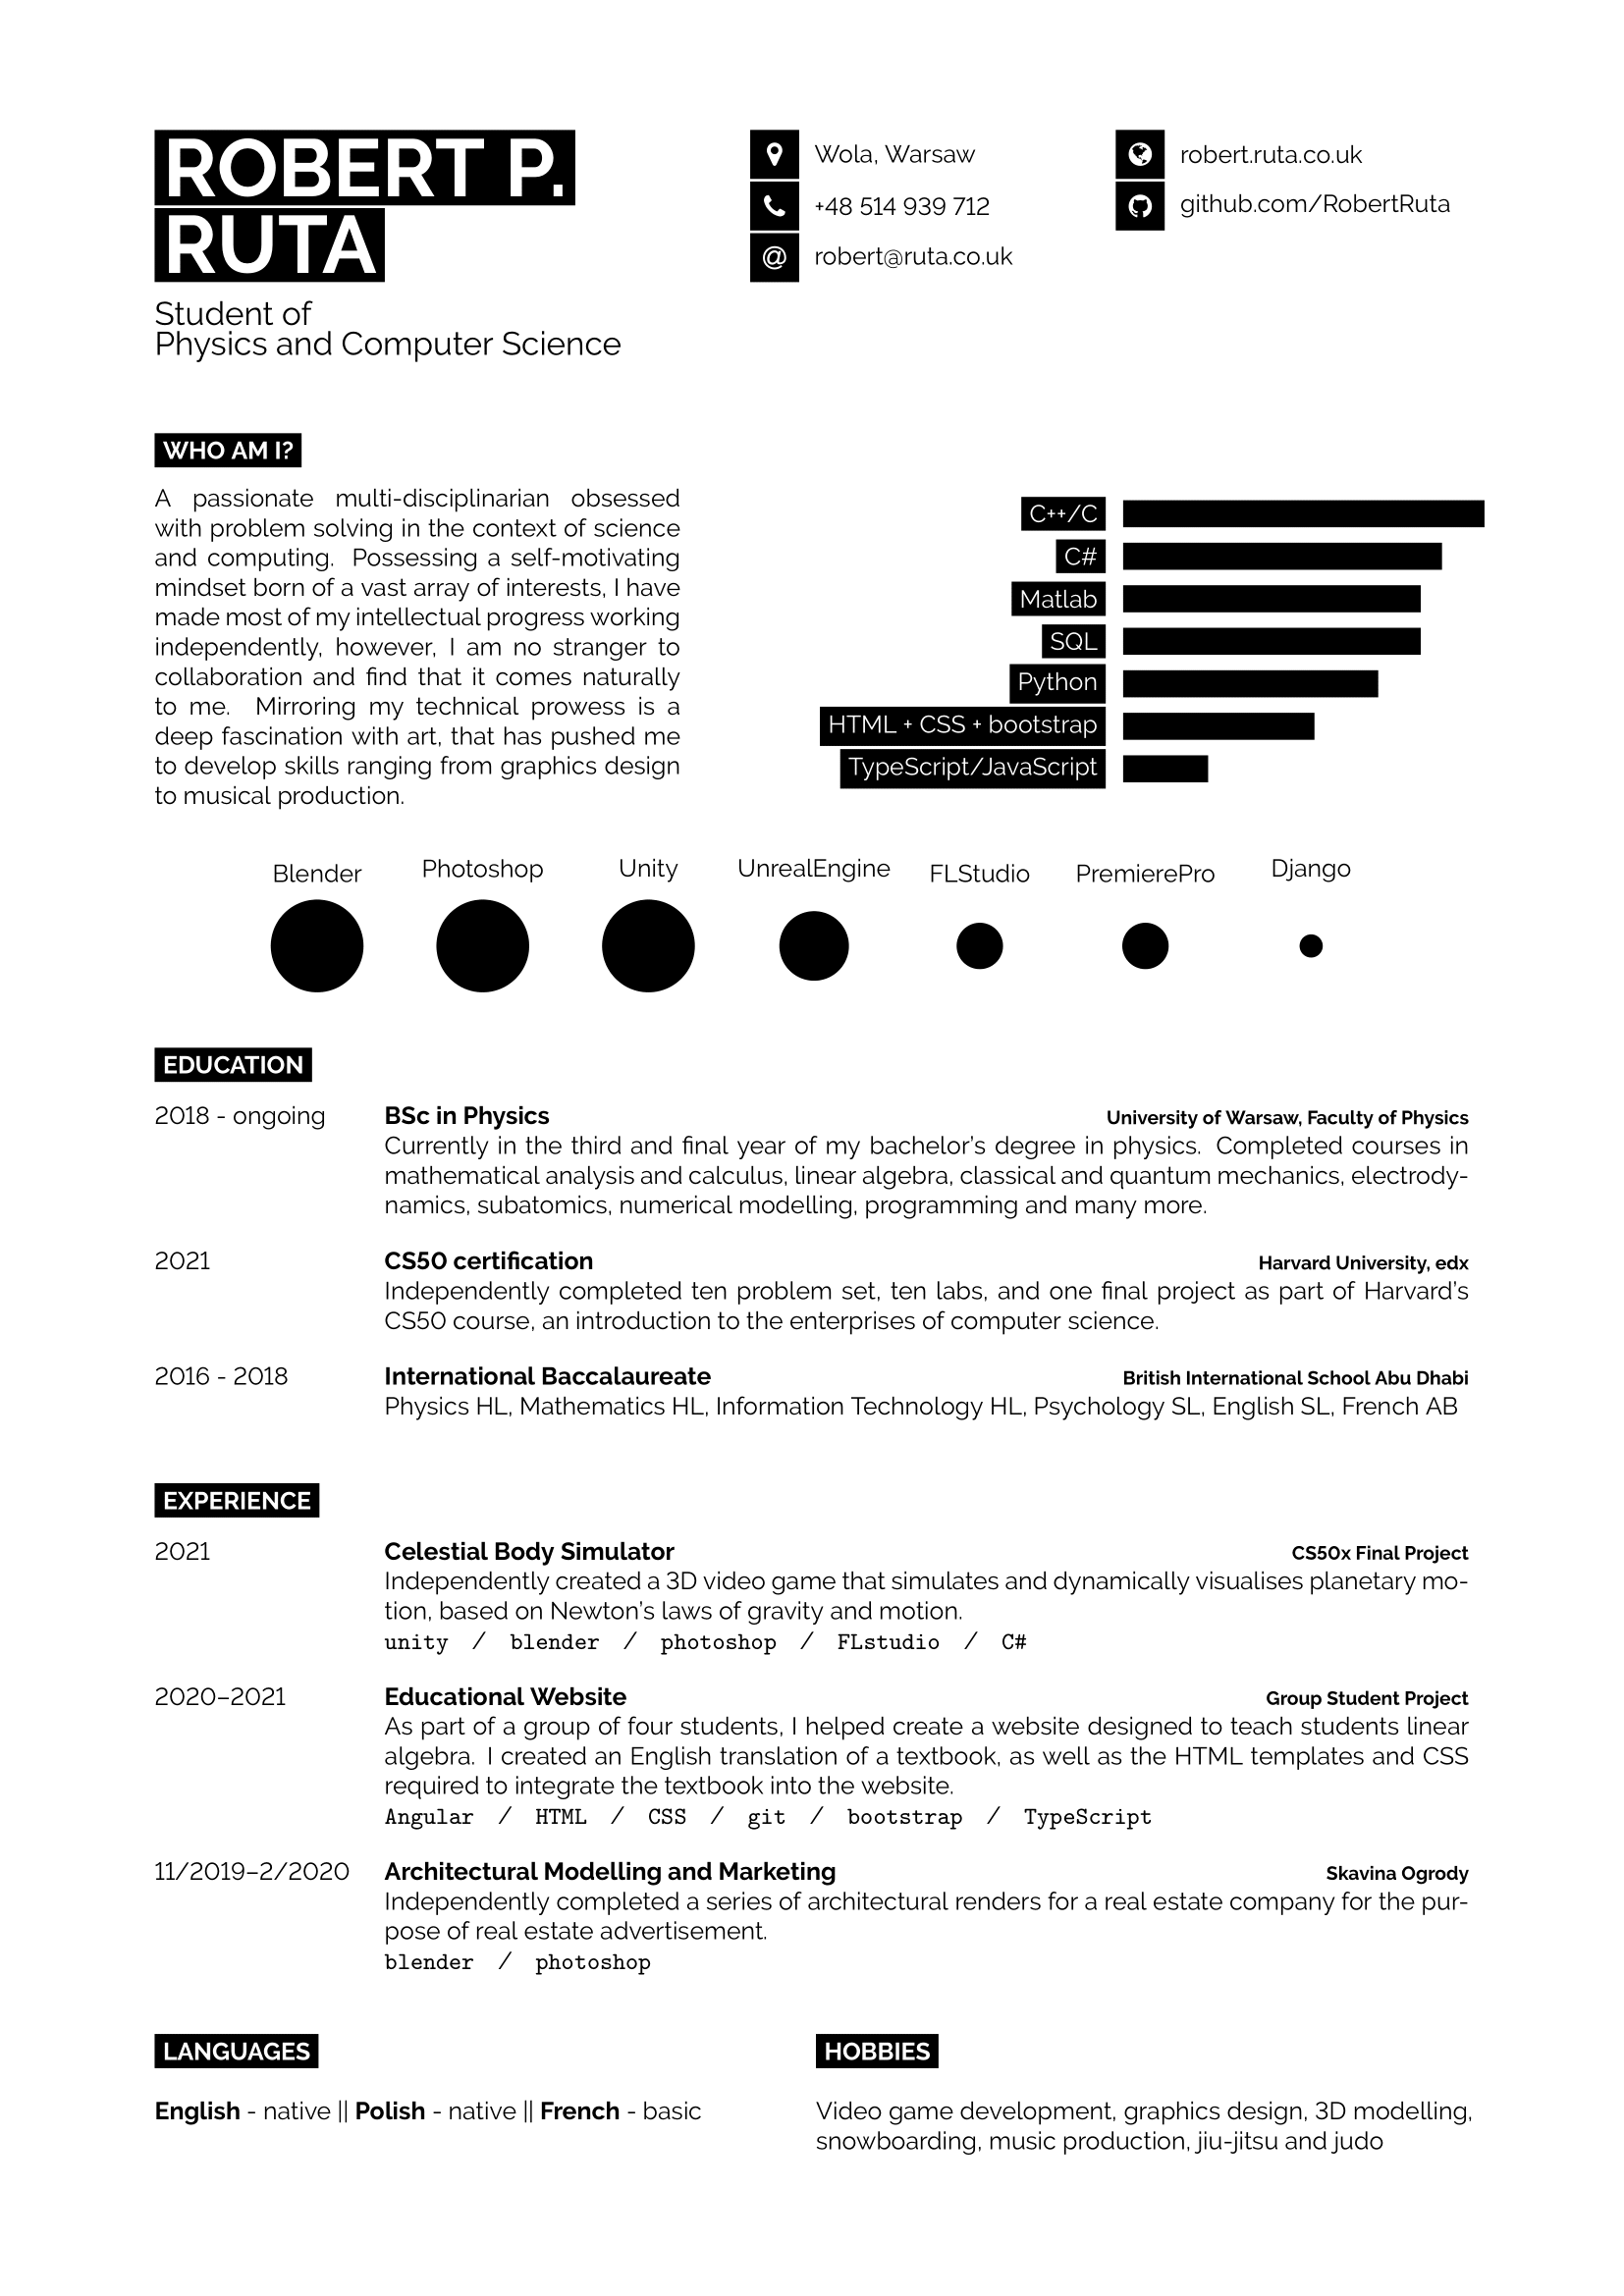 ROBERT P.
RUTA
Student of
Physics and Computer Science
Wola, Warsaw
+48 514 939 712
robert@ruta.co.uk
robert.ruta.co.uk
github.com/RobertRuta
WHO AM I?
A passionate multi-disciplinarian obsessed
with problem solving in the context of science
and computing. Possessing a self-motivating
mindset born of a vast array of interests, I have
made most of my intellectual progress working
independently, however, I am no stranger to
collaboration and find that it comes naturally
to me. Mirroring my technical prowess is a
deep fascination with art, that has pushed me
to develop skills ranging from graphics design
to musical production.
C++/C
C#
Matlab
SQL
Python
HTML + CSS + bootstrap
TypeScript/JavaScript
Blender Photoshop Unity UnrealEngine FLStudio PremierePro Django
EDUCATION
2018 - ongoing BSc in Physics University of Warsaw, Faculty of Physics
Currently in the third and final year of my bachelor's degree in physics. Completed courses in
mathematical analysis and calculus, linear algebra, classical and quantum mechanics, electrody-
namics, subatomics, numerical modelling, programming and many more.
2021 CS50 certification Harvard University, edx
Independently completed ten problem set, ten labs, and one final project as part of Harvard's
CS50 course, an introduction to the enterprises of computer science.
2016 - 2018 International Baccalaureate British International School Abu Dhabi
Physics HL, Mathematics HL, Information Technology HL, Psychology SL, English SL, French AB
EXPERIENCE
2021 Celestial Body Simulator CS50x Final Project
Independently created a 3D video game that simulates and dynamically visualises planetary mo-
tion, based on Newton's laws of gravity and motion.
unity / blender / photoshop / FLstudio / C#
2020–2021 Educational Website Group Student Project
As part of a group of four students, I helped create a website designed to teach students linear
algebra. I created an English translation of a textbook, as well as the HTML templates and CSS
required to integrate the textbook into the website.
Angular / HTML / CSS / git / bootstrap / TypeScript
11/2019–2/2020 Architectural Modelling and Marketing Skavina Ogrody
Independently completed a series of architectural renders for a real estate company for the pur-
pose of real estate advertisement.
blender / photoshop
LANGUAGES
English - native || Polish - native || French - basic
HOBBIES
Video game development, graphics design, 3D modelling,
snowboarding, music production, jiu-jitsu and judo